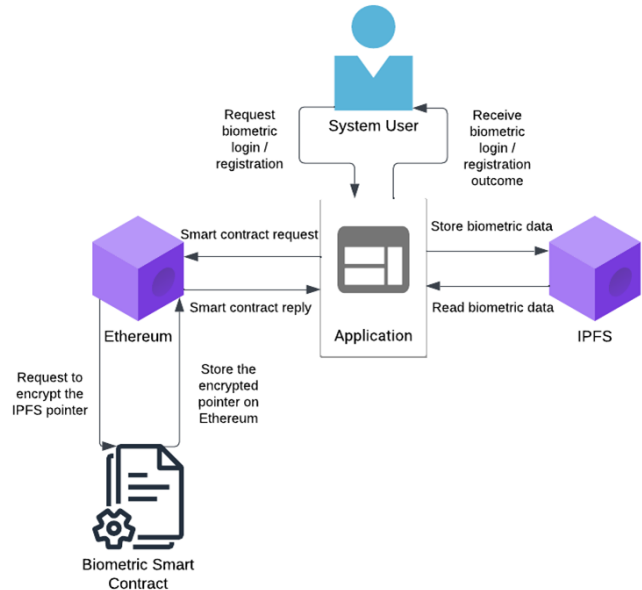 Request
biometric
login /
registration
System User
Receive
biometric
login /
registration
outcome
Smart contract request
Store biometric data
Smart contract reply
Read biometric data
Ethereum
Application
IPFS
Request to
encrypt the
IPFS pointer
Store the
encrypted
pointer on
Ethereum
Biometric Smart
Contract